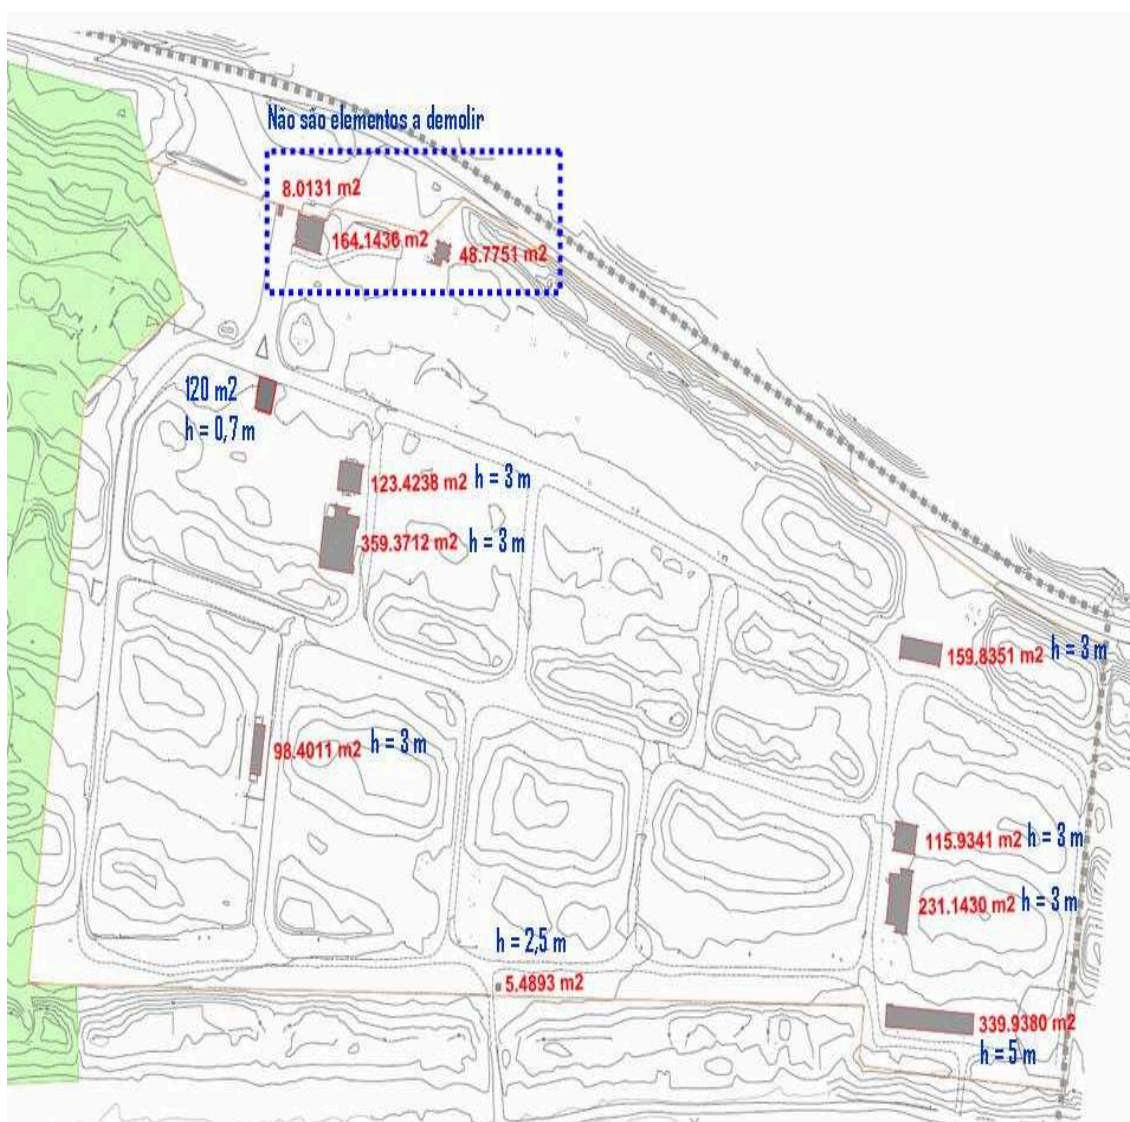 Não são elementos a demolir
8.0131 m2
164.1436 m2
48.7751 m2
120 m2
h = 0,7 m
123.4238 m2 h = 3 m
359.3712 m2 h = 3 m
159.8351 m2 h = 3 m
98.4011 m2 h = 3 m
115.9341 m2 h = 3 m
231.1430 m2 h = 3 m
h = 2,5 m
5.4893 m2
339.9380 m2
h = 5 m